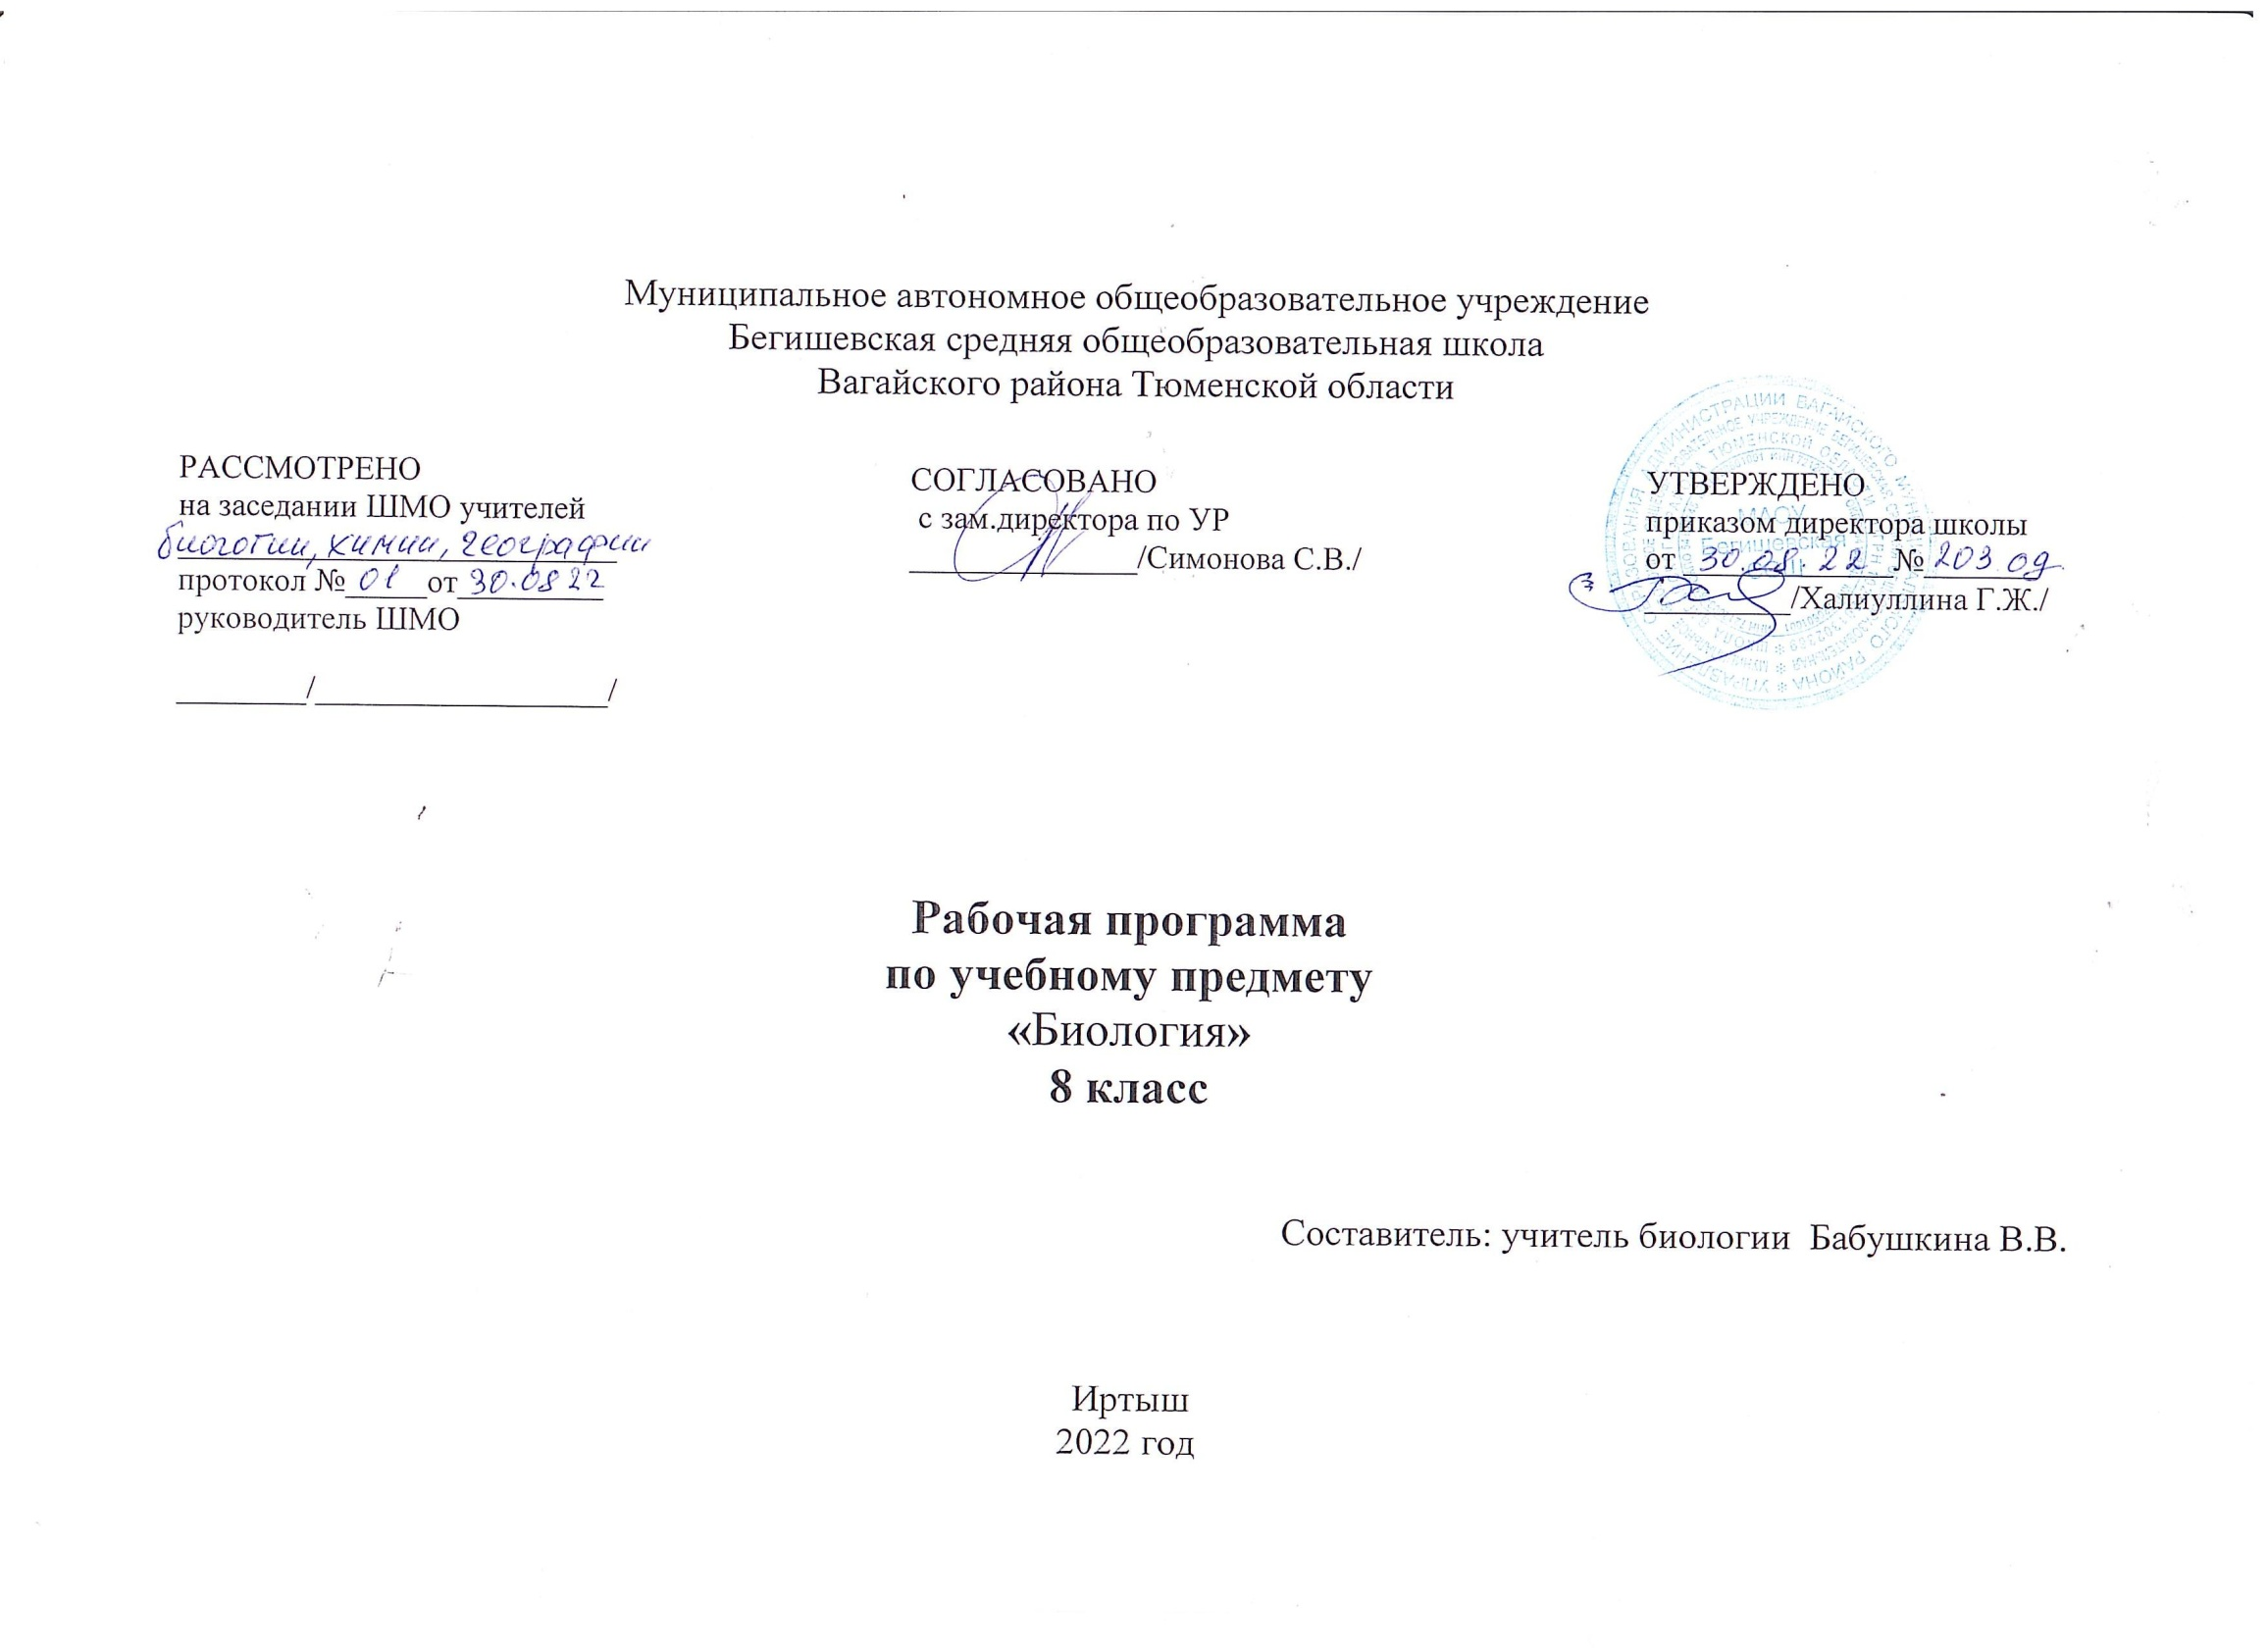 Муниципальное автономное общеобразовательное учреждение
Бегишевская средняя общеобразовательная школа
Вагайского района Тюменской области
РАССМОТРЕНО
на заседании ШМО учителей
биологии, химии, географии
протокол № 01 от 30.08 22
руководитель ШМО
________/__________________/
СОГЛАСОВАНО
с зам.директора по УР
______________/Симонова С.В./
УТВЕРЖДЕНО
приказом директора школы
от 30.08.22 № 203 од
_________/Халиуллина Г.Ж./
МАОУ
Бегишевская
Рабочая программа
по учебному предмету
«Биология»
8 класс
Составитель: учитель биологии Бабушкина В.В.
Иртыш
2022 год